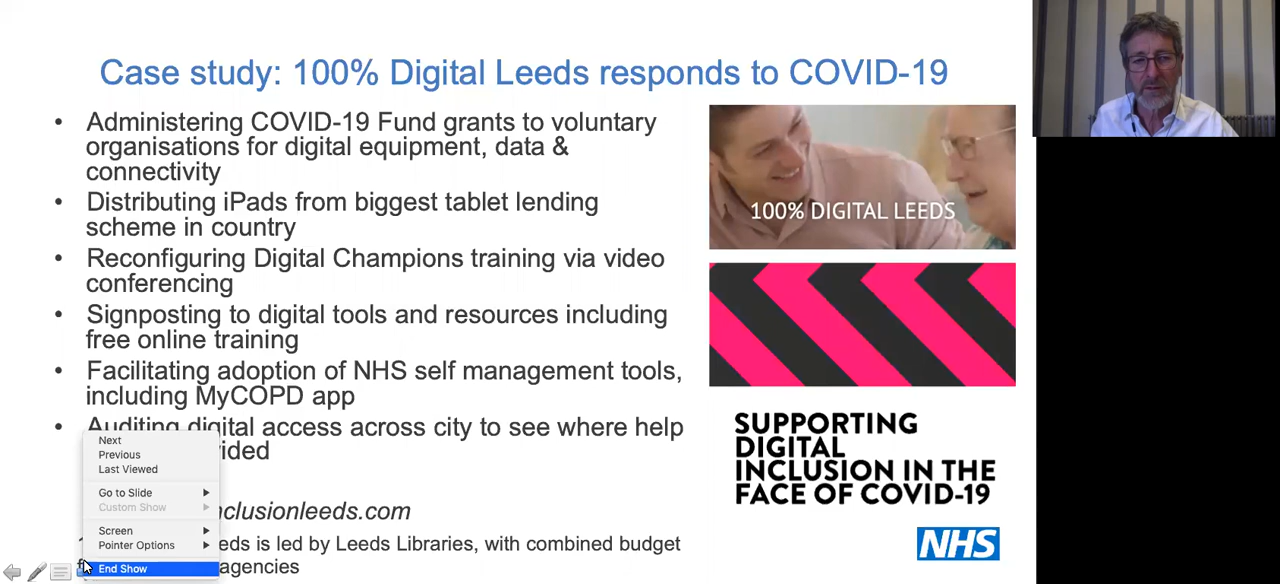 Case study: 100% Digital Leeds responds to COVID-19
• Administering COVID-19 Fund grants to voluntary
organisations for digital equipment, data &
connectivity
• Distributing iPads from biggest tablet lending
scheme in country
• Reconfiguring Digital Champions training via video
conferencing
• Signposting to digital tools and resources including
free online training
• Facilitating adoption of NHS self management tools,
including MyCOPD app
• Auditing digital access across city to see where help
Next
Previous
Last Viewed
Go to Slide
Custom Show
Screen
Pointer Options
End Show
is led by Leeds Libraries, with combined budget
agencies
100% DIGITAL LEEDS
SUPPORTING
DIGITAL
INCLUSION IN THE
FACE OF COVID-19
NHS